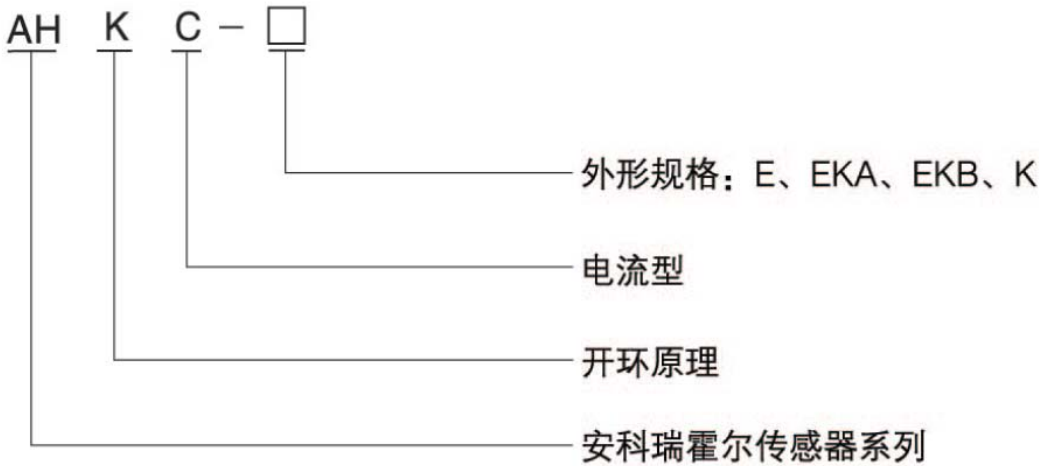 AH K C – □
外形规格：E、EKA、EKB、K
电流型
开环原理
安科瑞霍尔传感器系列